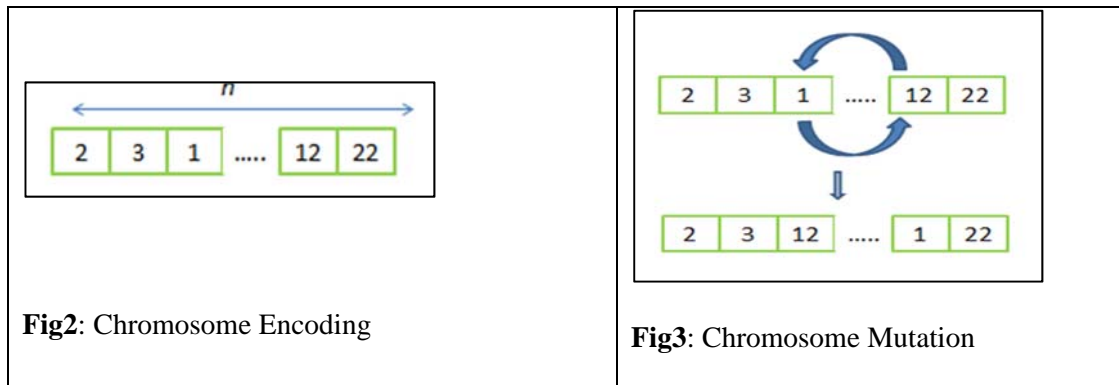 n
2 3 1 ..... 12 22
Fig2: Chromosome Encoding
2 3 1 ..... 12 22
2 3 12 ..... 1 22
Fig3: Chromosome Mutation